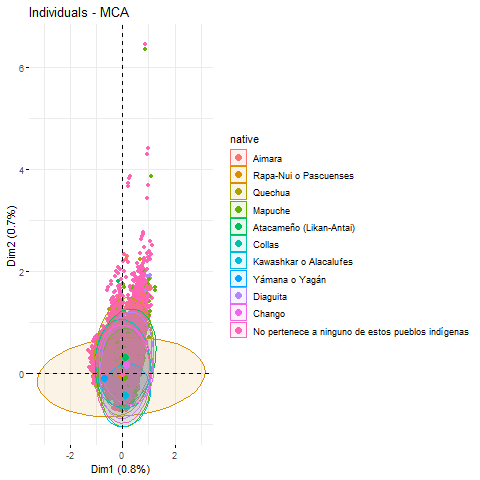 Individuals - MCA
6
4
2
0
-2
0
2
Dim2 (0.7%)
Dim1 (0.8%)
native
Aimara
Rapa-Nui o Pascuenses
Quechua
Mapuche
Atacameño (Likan-Antai)
Collas
Kawashkar o Alacalufes
Yámana o Yagán
Diaguita
Chango
No pertenece a ninguno de estos pueblos indígenas